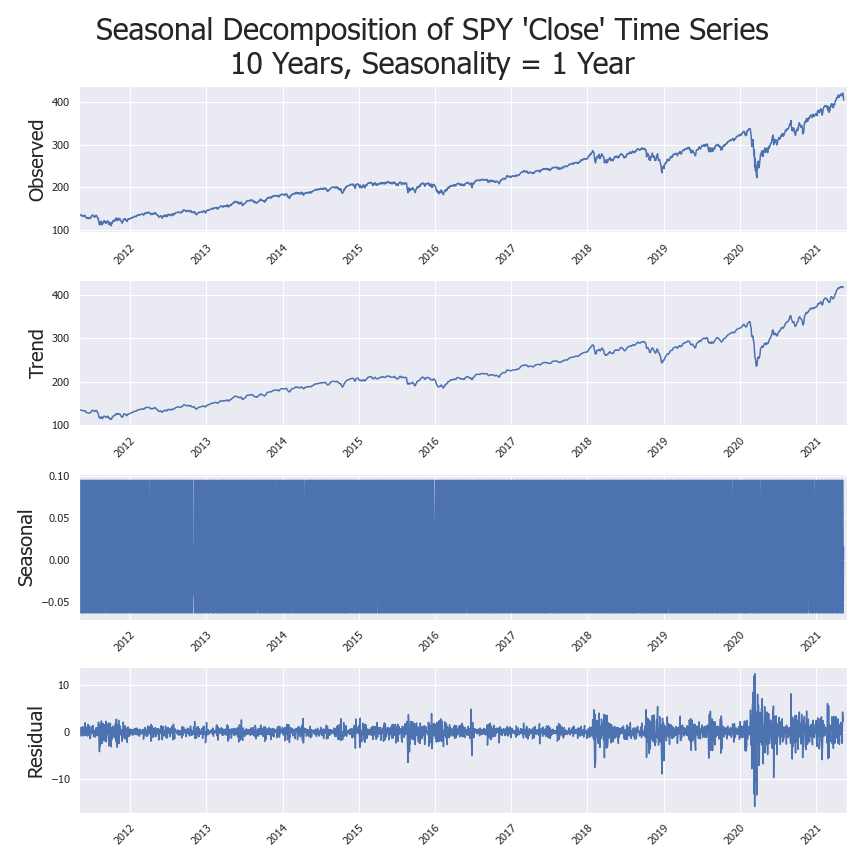 Seasonal Decomposition of SPY 'Close' Time Series
10 Years, Seasonality = 1 Year
Observed
400
300
200
100
2012 2013 2014 2015 2016 2017 2018 2019 2020 2021
Trend
400
300
200
100
2012 2013 2014 2015 2016 2017 2018 2019 2020 2021
Seasonal
0.10
0.05
0.00
−0.05
2012 2013 2014 2015 2016 2017 2018 2019 2020 2021
Residual
10
0
−10
2012 2013 2014 2015 2016 2017 2018 2019 2020 2021